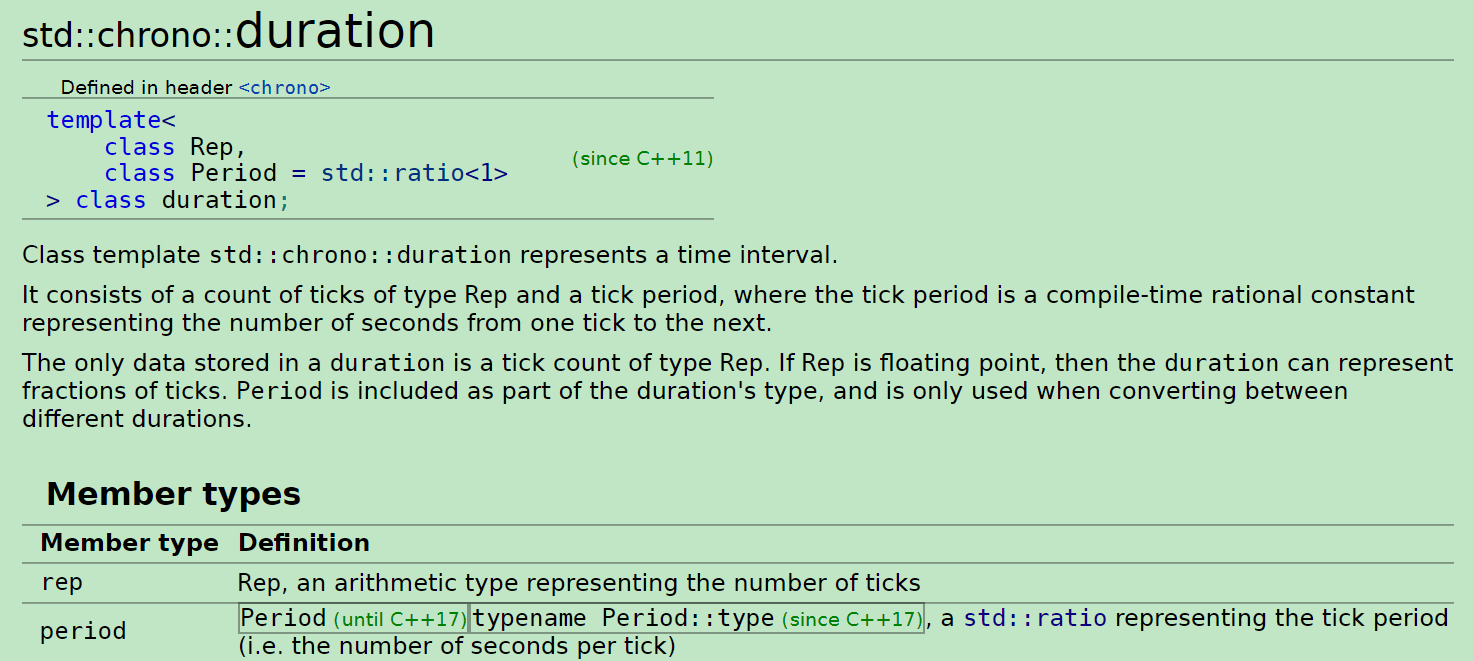 std::chrono::duration
Defined in header <chrono>
template<
    class Rep,
    class Period = std::ratio<1>
> class duration;
(since C++11)
Class template std::chrono::duration represents a time interval.
It consists of a count of ticks of type Rep and a tick period, where the tick period is a compile-time rational constant
representing the number of seconds from one tick to the next.
The only data stored in a duration is a tick count of type Rep. If Rep is floating point, then the duration can represent
fractions of ticks. Period is included as part of the duration's type, and is only used when converting between
different durations.
Member types
Member type Definition
rep Rep, an arithmetic type representing the number of ticks
period Period (until C++17) typename Period::type (since C++17), a std::ratio representing the tick period
(i.e. the number of seconds per tick)